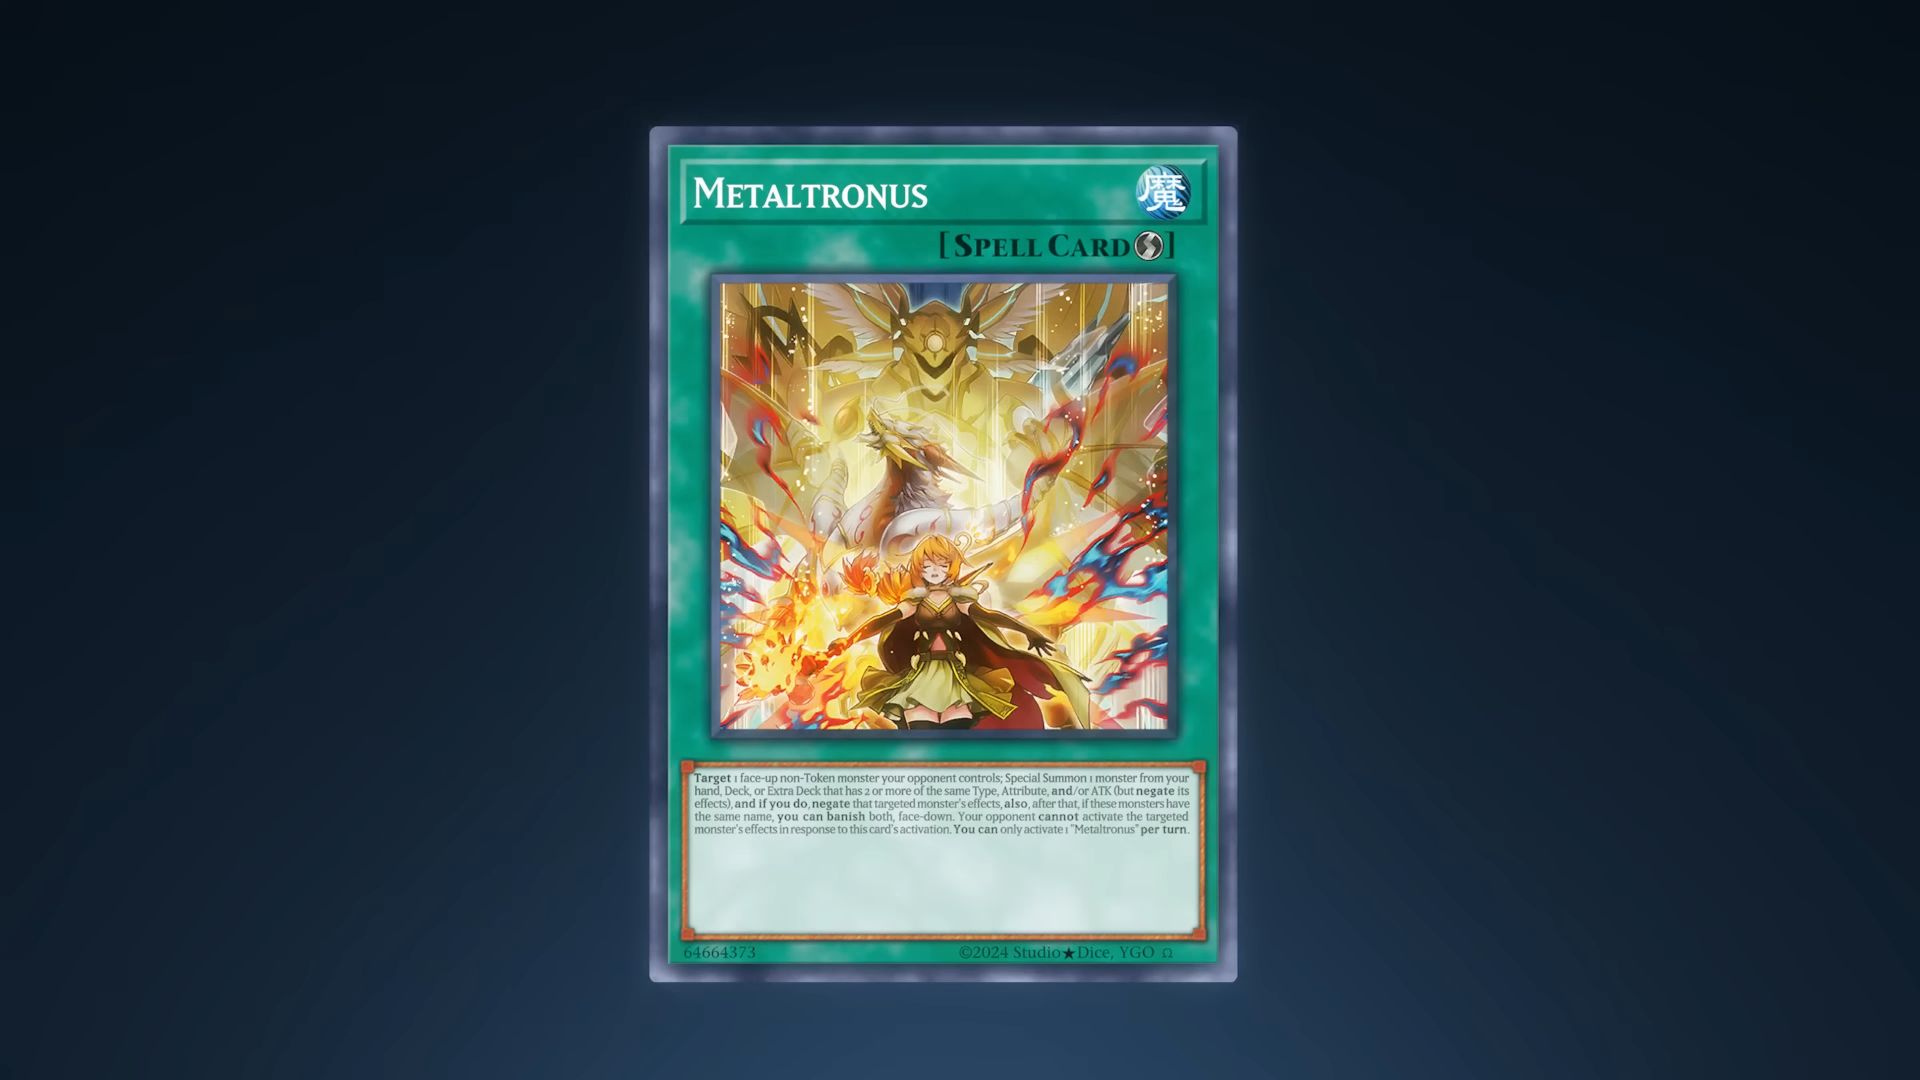 METALTRONUS
魔
[SPELL CARD]
Target 1 face-up non-Token monster your opponent controls; Special Summon 1 monster from your
hand, Deck, or Extra Deck that has 2 or more of the same Type, Attribute, and/or ATK (but negate its
effects), and if you do, negate that targeted monster's effects, also, after that, if these monsters have
the same name, you can banish both, face-down. Your opponent cannot activate the targeted
monster's effects in response to this card's activation. You can only activate 1 "Metaltronus" per turn.
64664373 ©2024 Studio★Dice, YGO Ω